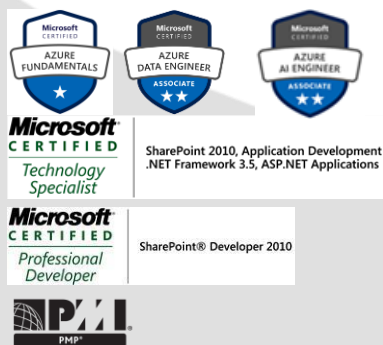 Microsoft
CERTIFIED
AZURE
FUNDAMENTALS
Microsoft
CERTIFIED
AZURE
DATA ENGINEER
ASSOCIATE
Microsoft
CERTIFIED
AZURE
AI ENGINEER
ASSOCIATE
Microsoft
CERTIFIED
Technology
Specialist
SharePoint 2010, Application Development
.NET Framework 3.5, ASP.NET Applications
Microsoft
CERTIFIED
Professional
Developer
SharePoint® Developer 2010
PMI
PMP®